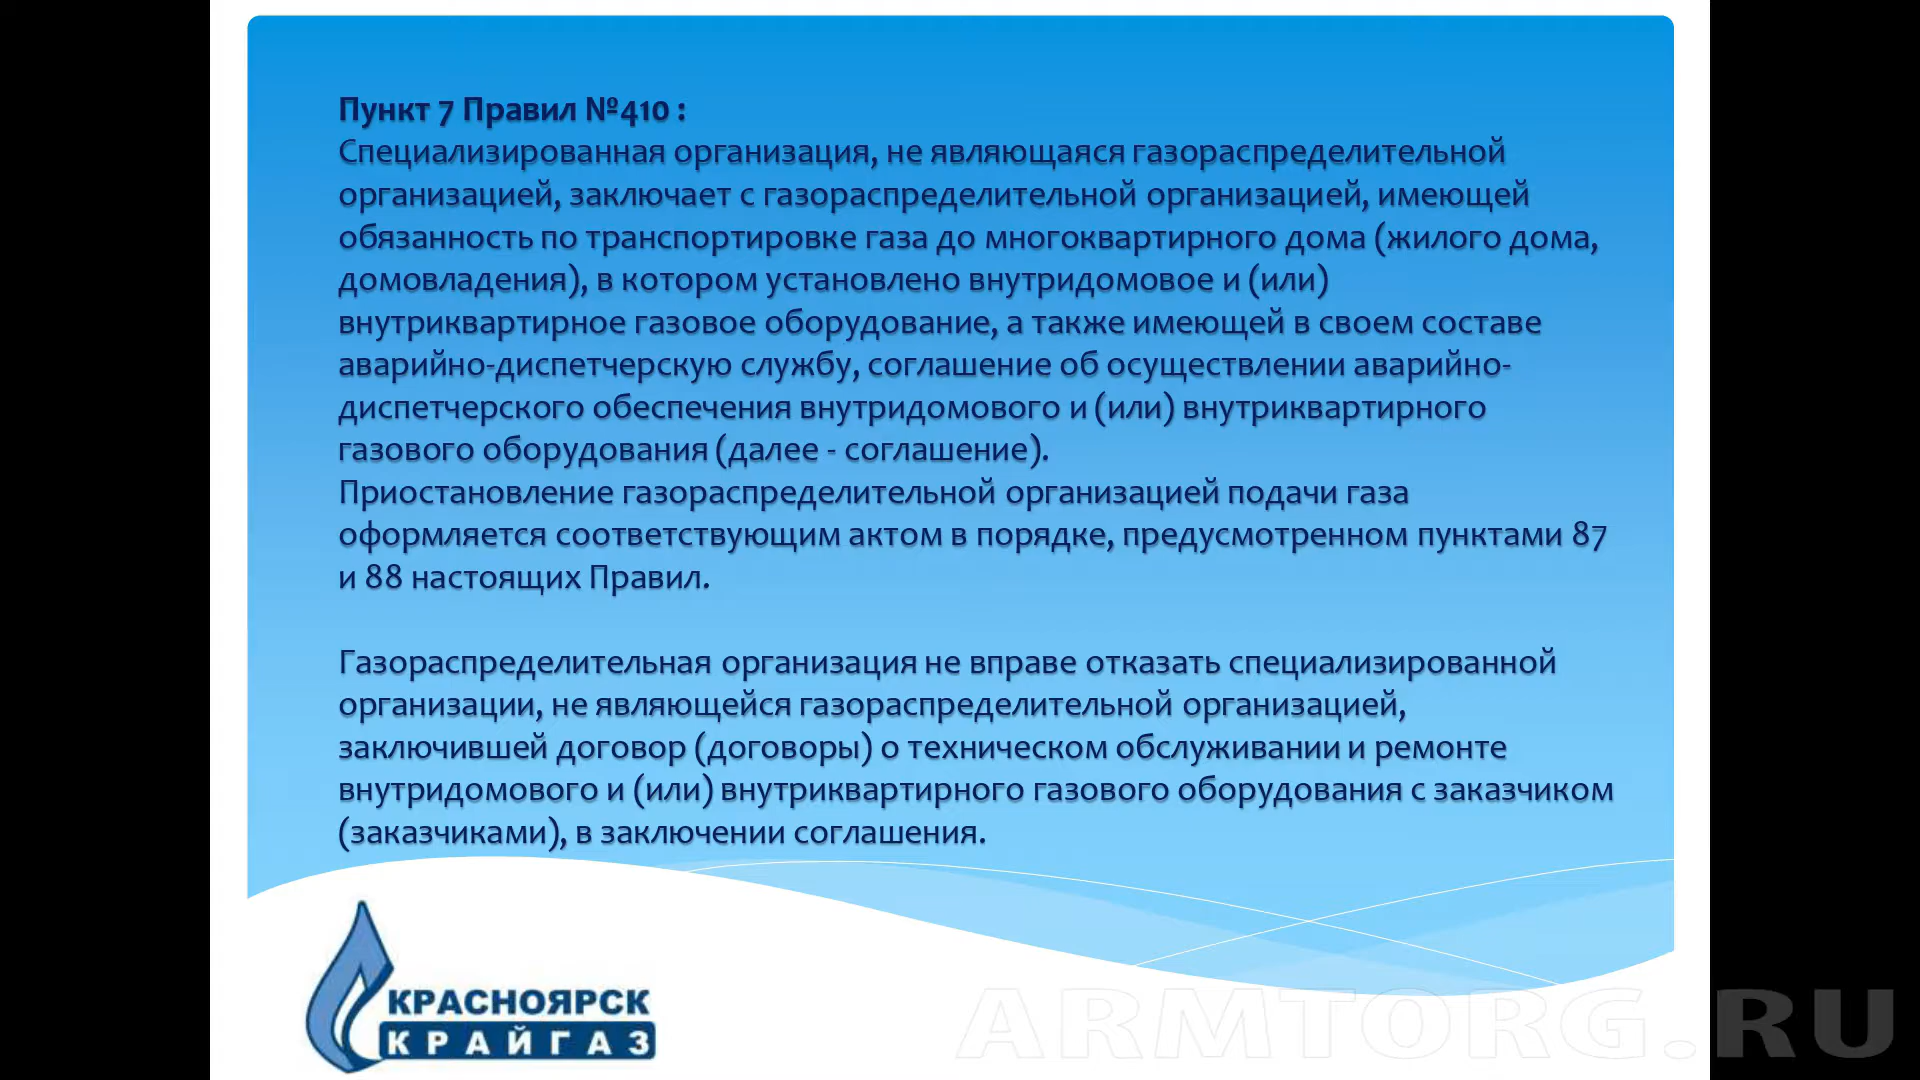 Пункт 7 Правил №410 :
Специализированная организация, не являющаяся газораспределительной
организацией, заключает с газораспределительной организацией, имеющей
обязанность по транспортировке газа до многоквартирного дома (жилого дома,
домовладения), в котором установлено внутридомовое и (или)
внутриквартирное газовое оборудование, а также имеющей в своем составе
аварийно-диспетчерскую службу, соглашение об осуществлении аварийно-
диспетчерского обеспечения внутридомового и (или) внутриквартирного
газового оборудования (далее - соглашение).
Приостановление газораспределительной организацией подачи газа
оформляется соответствующим актом в порядке, предусмотренном пунктами 87
и 88 настоящих Правил.
Газораспределительная организация не вправе отказать специализированной
организации, не являющейся газораспределительной организацией,
заключившей договор (договоры) о техническом обслуживании и ремонте
внутридомового и (или) внутриквартирного газового оборудования с заказчиком
(заказчиками), в заключении соглашения.
КРАСНОЯРСК
КРАЙГАЗ
ARMTORG.RU